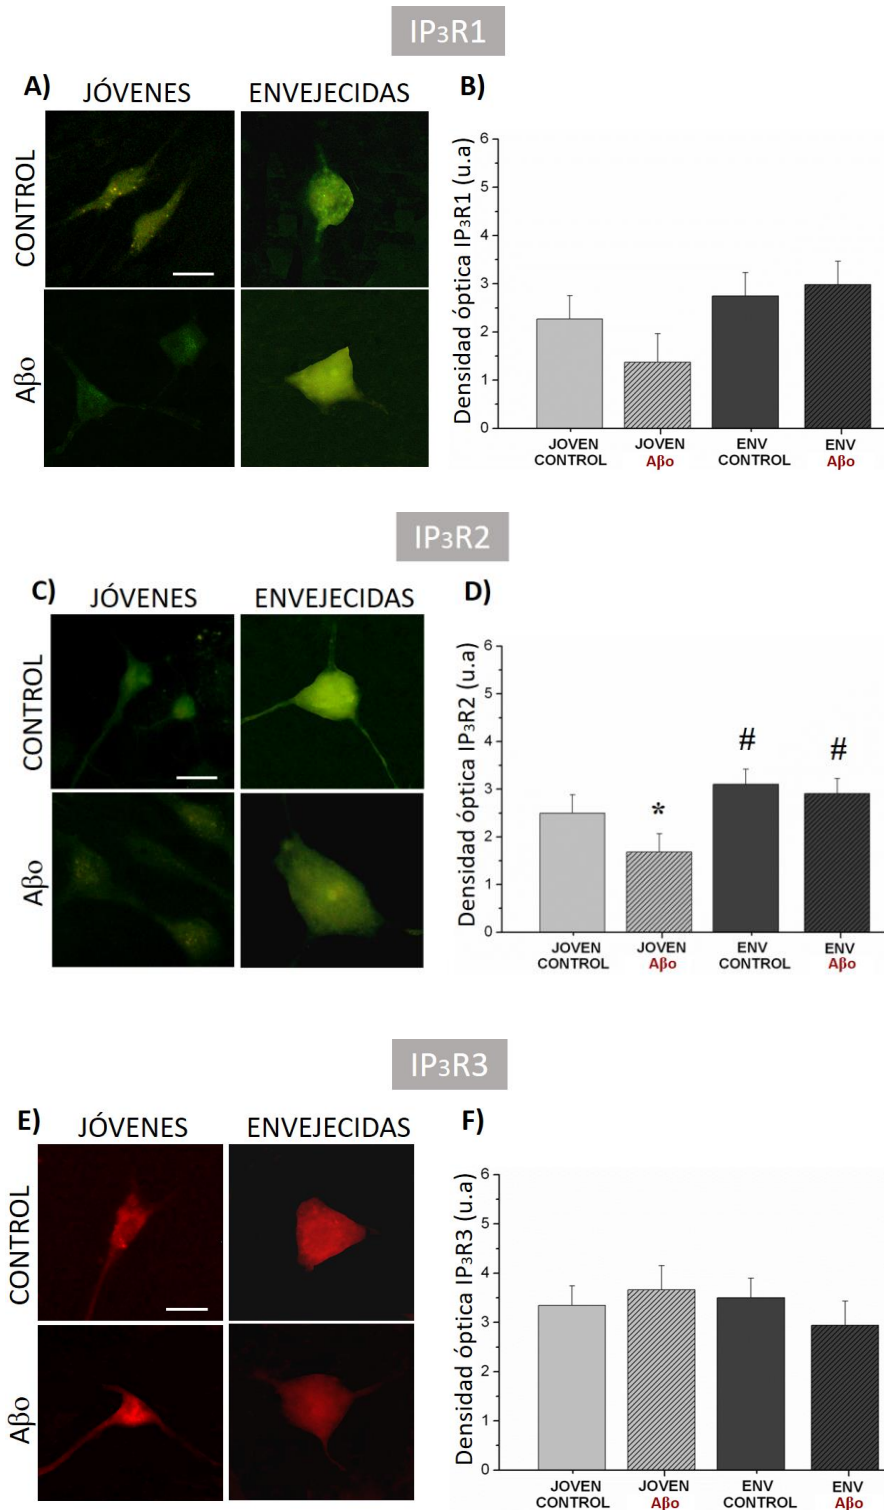 IP₃R1
A)
JÓVENES
ENVEJECIDAS
CONTROL
Aβo
B)
Densidad óptica IP₃R1 (u.a)
6
5
4
3
2
1
0
JOVEN CONTROL
JOVEN Aβo
ENV CONTROL
ENV Aβo
IP₃R2
C)
JÓVENES
ENVEJECIDAS
CONTROL
Aβo
D)
Densidad óptica IP₃R2 (u.a)
6
5
4
3
2
1
0
*
#
#
JOVEN CONTROL
JOVEN Aβo
ENV CONTROL
ENV Aβo
IP₃R3
E)
JÓVENES
ENVEJECIDAS
CONTROL
Aβo
F)
Densidad óptica IP₃R3 (u.a)
6
5
4
3
2
1
0
JOVEN CONTROL
JOVEN Aβo
ENV CONTROL
ENV Aβo